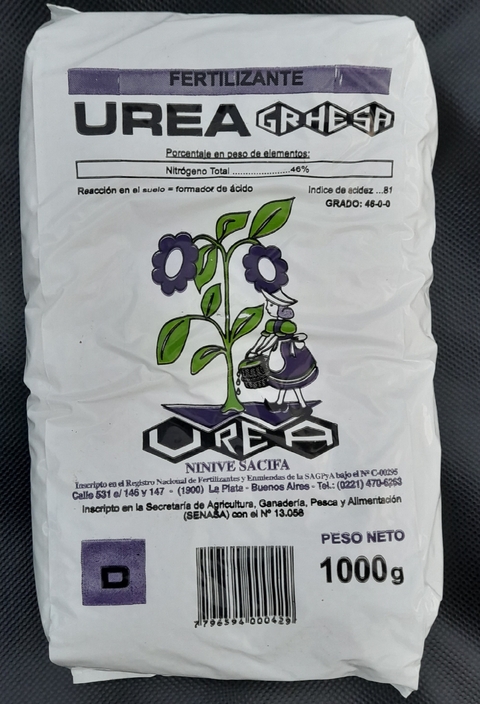 FERTILIZANTE
UREA GRHESA
Porcentaje en peso de elementos:
Nitrógeno Total ......................46%
Reacción en el suelo = formador de ácido Indice de acidez ...81
GRADO: 46-0-0
UREA
NINIVE SACIFA
Inscripto en el Registro Nacional de Fertilizantes y Enmiendas de la SAGPyA bajo el Nº C-00295
Calle 531 e/ 146 y 147 - (1900) La Plata - Buenos Aires - Tel.: (0221) 470-6263
Inscripto en la Secretaría de Agricultura, Ganadería, Pesca y Alimentación
(SENASA) con el Nº 13.056
PESO NETO
D
1000g
7796394000429